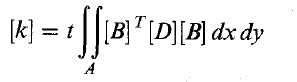 [k] = t ∬_A [B]^T [D][B] dx dy